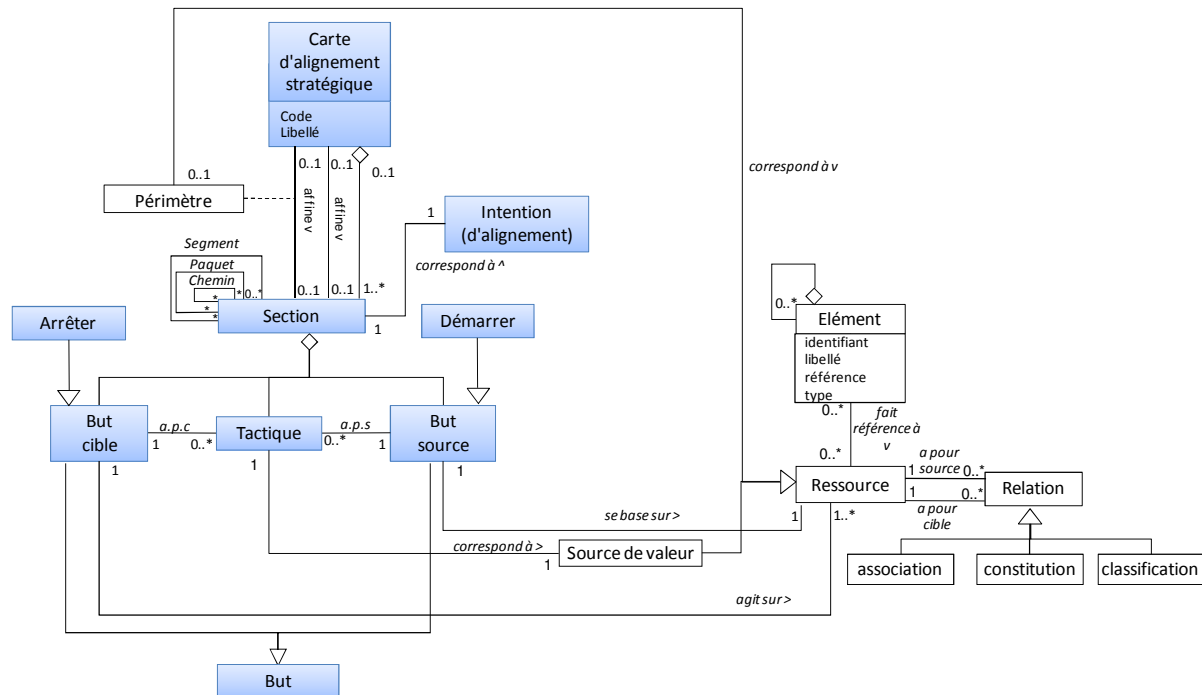 Carte
d'alignement
stratégique
Code
Libellé
0..1
0..1
0..1
affine v
affine v
0..1
0..1
1..*
0..1
Périmètre
correspond à v
1
Intention
(d'alignement)
correspond à ^
1
Segment
Paquet
Chemin
*
*
0..*
*
*
Section
Arrêter
Démarrer
0..*
Elément
identifiant
libellé
référence
type
0..*
fait
référence à
v
0..*
But
cible
a.p.c
1
0..*
Tactique
1
a.p.s
0..*
1
But
source
1
1
Ressource
1
a pour
source
0..*
1
0..*
a pour
cible
Relation
association
constitution
classification
se base sur >
1
1..*
correspond à >
1
Source de valeur
agit sur >
But